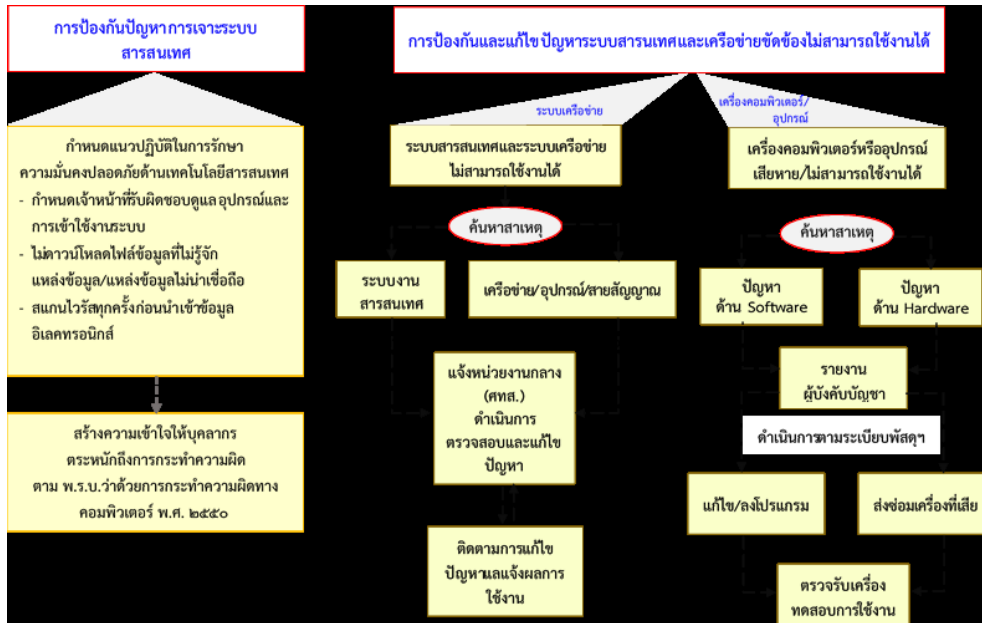 การป้องกันปัญหาการเจาะระบบ
สารสนเทศ
กำหนดแนวปฏิบัติในการรักษา
ความมั่นคงปลอดภัยด้านเทคโนโลยีสารสนเทศ
- กำหนดเจ้าหน้าที่รับผิดชอบดูแลอุปกรณ์และ
การเข้าใช้งานระบบ
- ไม่ดาวน์โหลดไฟล์ข้อมูลที่ไม่รู้จัก
แหล่งข้อมูล/แหล่งข้อมูลไม่น่าเชื่อถือ
- สแกนไวรัสทุกครั้งก่อนนำเข้าข้อมูล
อิเลคทรอนิกส์
สร้างความเข้าใจให้บุคลากร
ตระหนักถึงการกระทำความผิด
ตาม พ.ร.บ.ว่าด้วยการกระทำความผิดทาง
คอมพิวเตอร์ พ.ศ. ๒๕๕๐
การป้องกันและแก้ไขปัญหาระบบสารนเทศและเครือข่ายขัดข้องไม่สามารถใช้งานได้
ระบบเครือข่าย
เครื่องคอมพิวเตอร์/
อุปกรณ์
ระบบสารสนเทศและระบบเครือข่าย
ไม่สามารถใช้งานได้
ค้นหาสาเหตุ
ระบบงาน
สารสนเทศ
เครือข่าย/อุปกรณ์/สายสัญญาณ
แจ้งหน่วยงานกลาง
(ศทส.)
ดำเนินการ
ตรวจสอบและแก้ไข
ปัญหา
ติดตามการแก้ไข
ปัญหาและแจ้งผลการ
ใช้งาน
เครื่องคอมพิวเตอร์หรืออุปกรณ์
เสียหาย/ไม่สามารถใช้งานได้
ค้นหาสาเหตุ
ปัญหา
ด้าน Software
ปัญหา
ด้าน Hardware
รายงาน
ผู้บังคับบัญชา
ดำเนินการตามระเบียบพัสดุฯ
แก้ไข/ลงโปรแกรม
ส่งซ่อมเครื่องที่เสีย
ตรวจรับเครื่อง
ทดสอบการใช้งาน